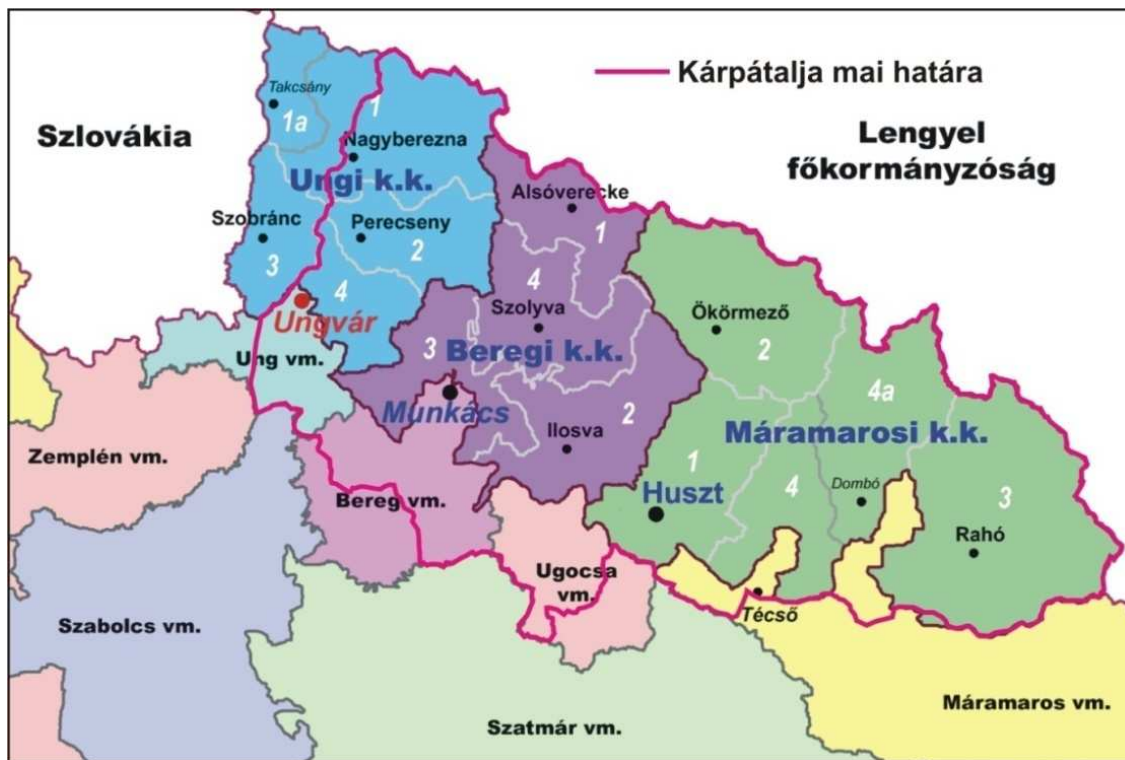 Kárpátalja mai határa
Szlovákia
Lengyel
főkormányzóság
Takcsány
1a
1
Nagyberezna
Ungi k.k.
Alsóverecke
1
Szobránc
Perecseny
2
3
4
4
Ungvár
Szolyva
Ökörmező
2
Ung vm.
3
Beregi k.k.
4a
Munkács
2
Ilosva
Máramarosi k.k.
Zemplén vm.
1
4
Dombó
3
Bereg vm.
Huszt
Rahó
Ugocsa
vm.
Szabolcs vm.
Técső
Máramaros vm.
Szatmár vm.